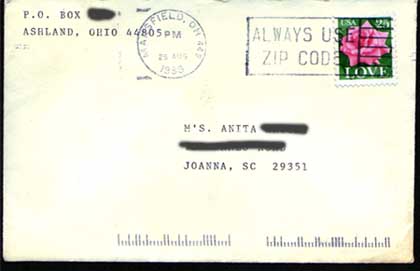 P.O. BOX
ASHLAND, OHIO 44805
MANSFIELD, OH 449
PM
25 AUG
ALWAYS USE
ZIP CODE
USA 25
LOVE
M'S. ANITA
JOANNA, SC 29351